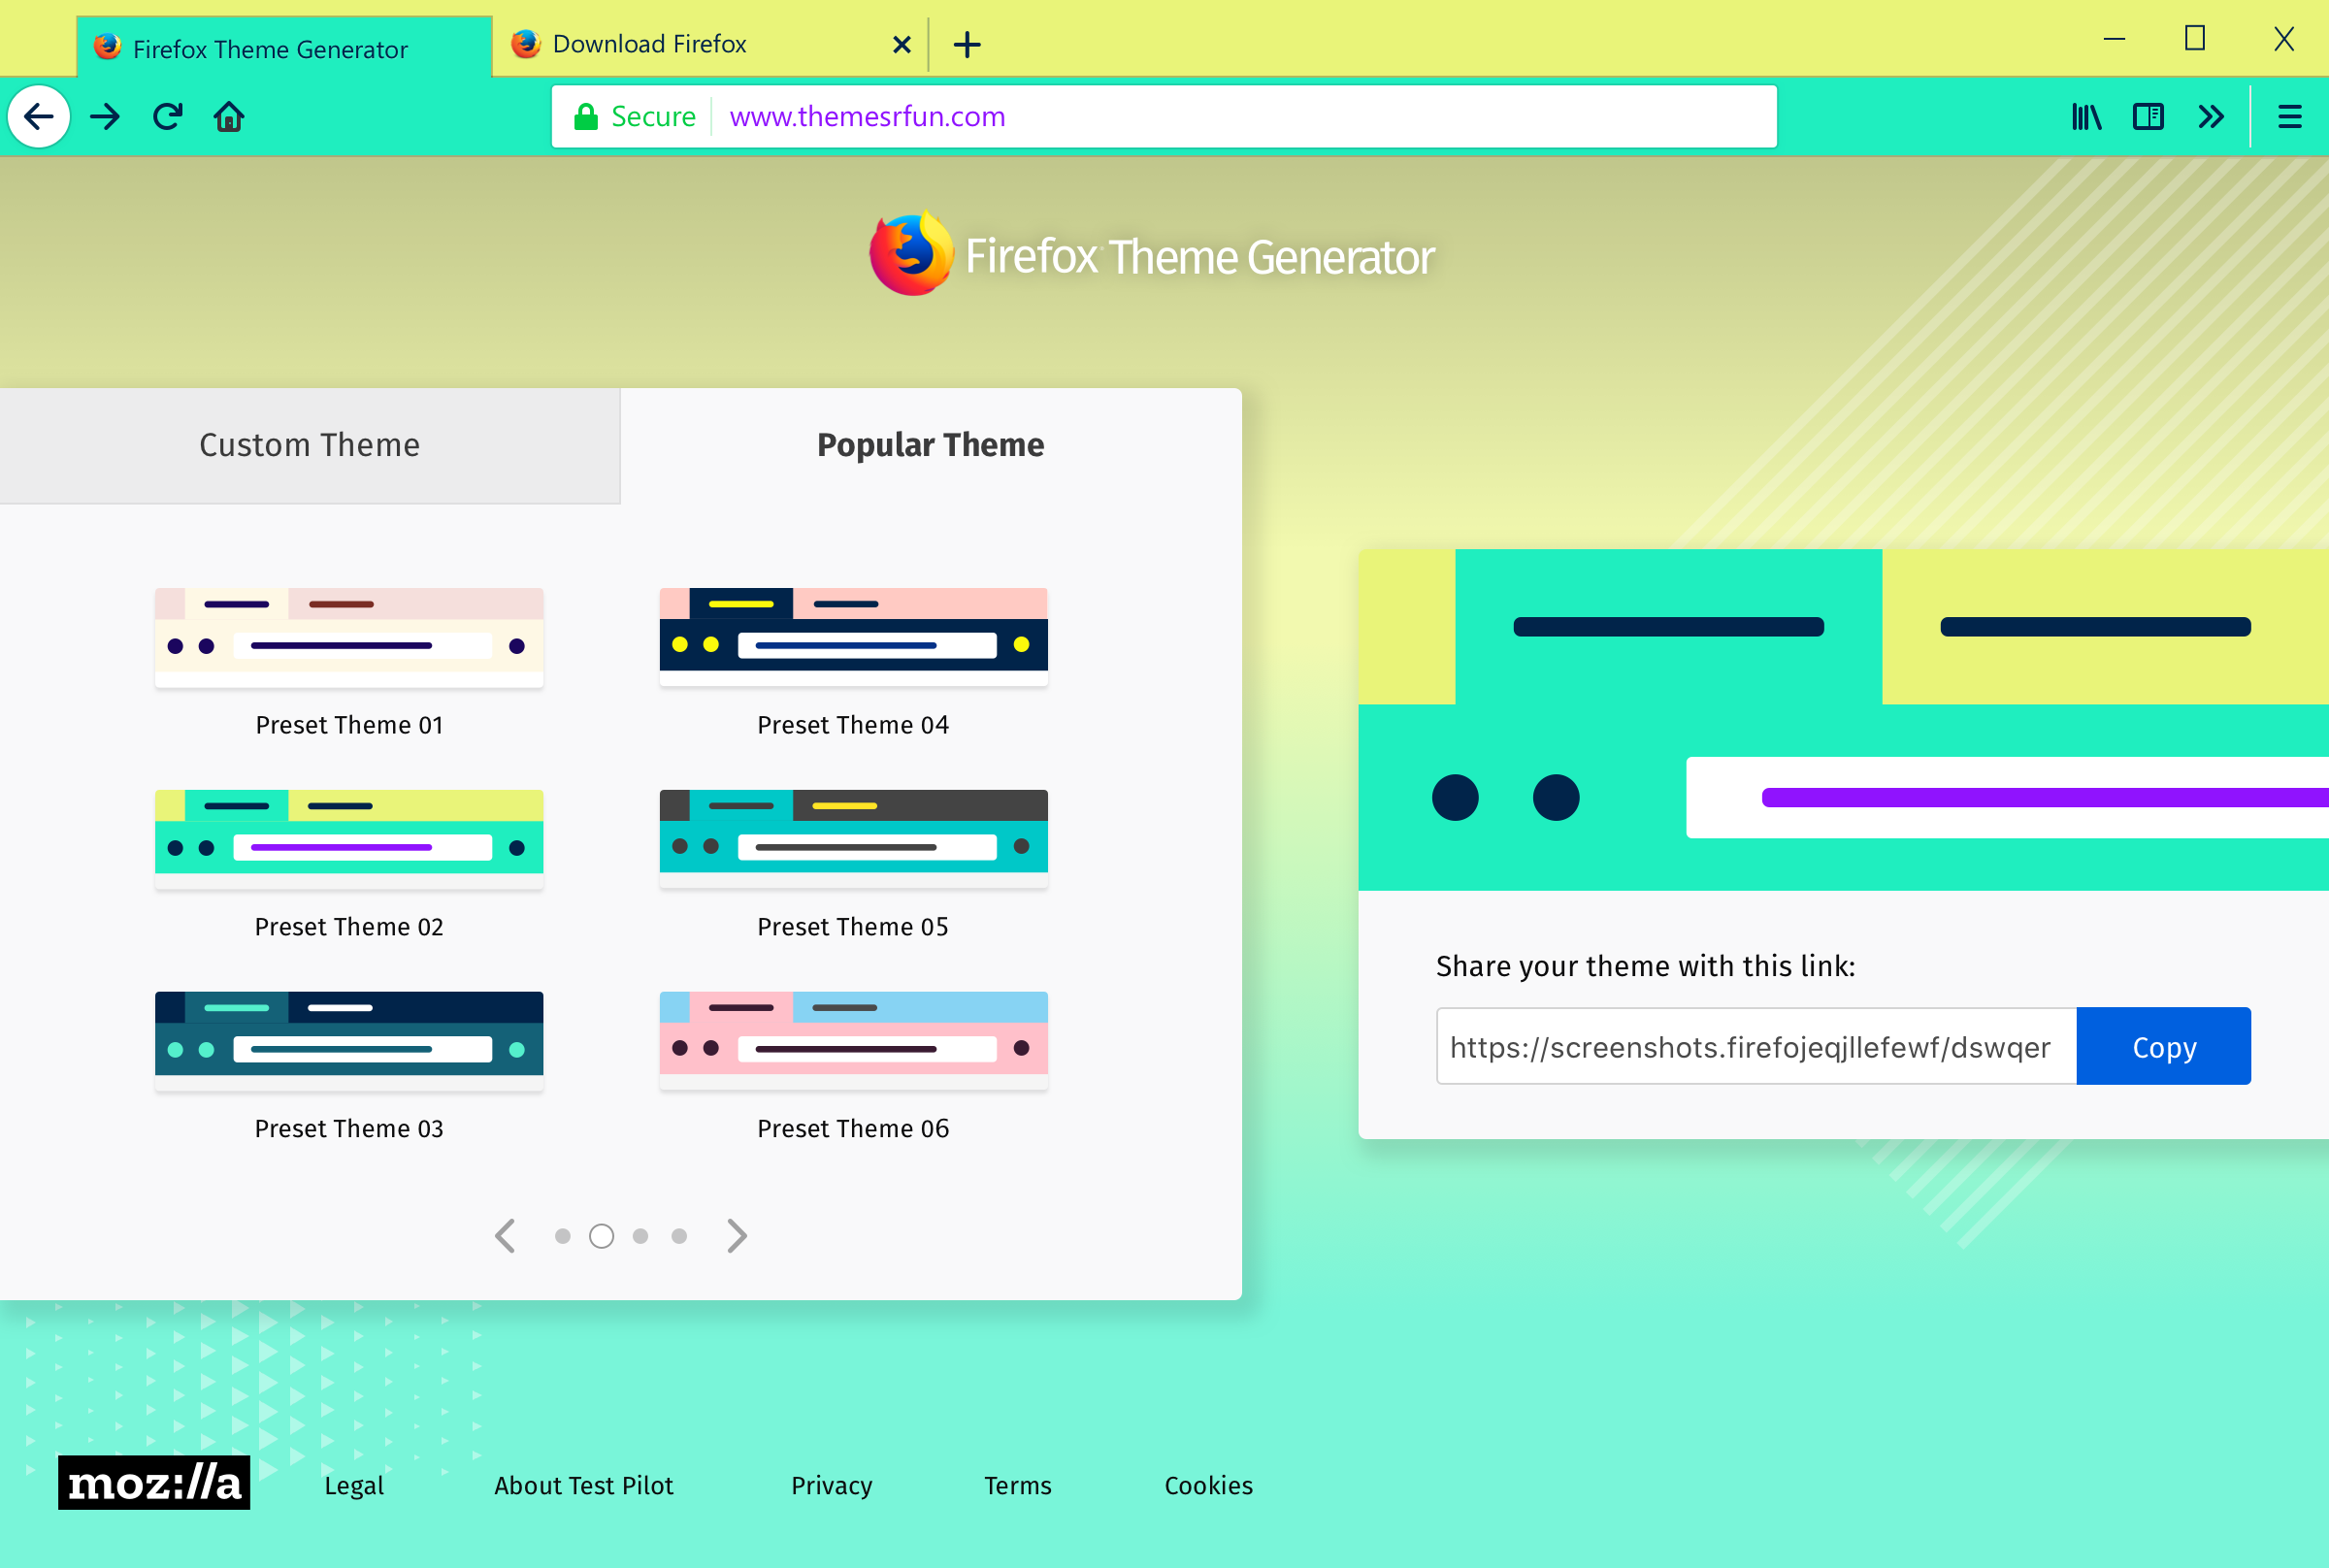 Firefox Theme Generator
Download Firefox
Secure
www.themesrfun.com
Firefox Theme Generator
Custom Theme
Popular Theme
Preset Theme 01
Preset Theme 04
Preset Theme 02
Preset Theme 05
Preset Theme 03
Preset Theme 06
Share your theme with this link:
https://screenshots.firefojeqjllefewf/dswqer
Copy
moz://a
Legal
About Test Pilot
Privacy
Terms
Cookies